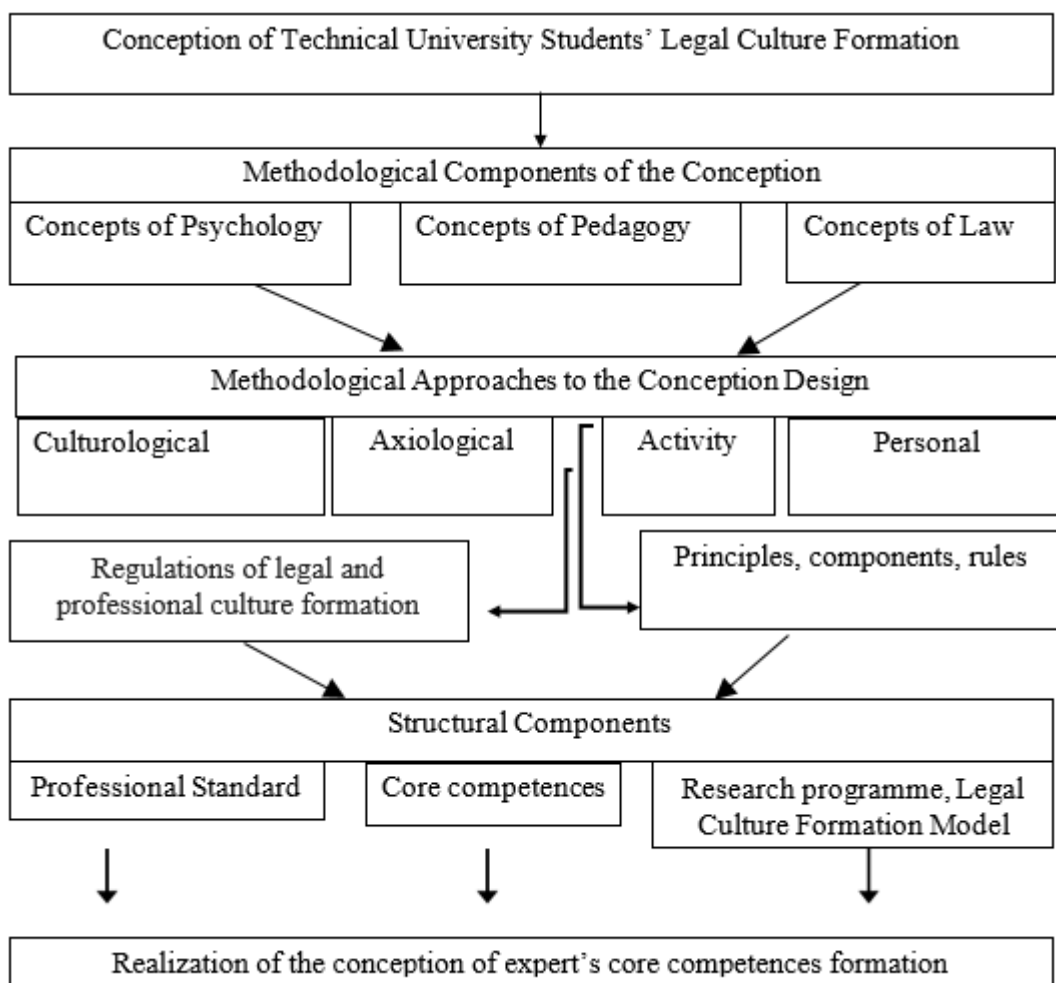 Conception of Technical University Students’ Legal Culture Formation
Methodological Components of the Conception
Concepts of Psychology
Concepts of Pedagogy
Concepts of Law
Methodological Approaches to the Conception Design
Culturological
Axiological
Activity
Personal
Regulations of legal and
professional culture formation
Principles, components, rules
Structural Components
Professional Standard
Core competences
Research programme, Legal
Culture Formation Model
Realization of the conception of expert’s core competences formation